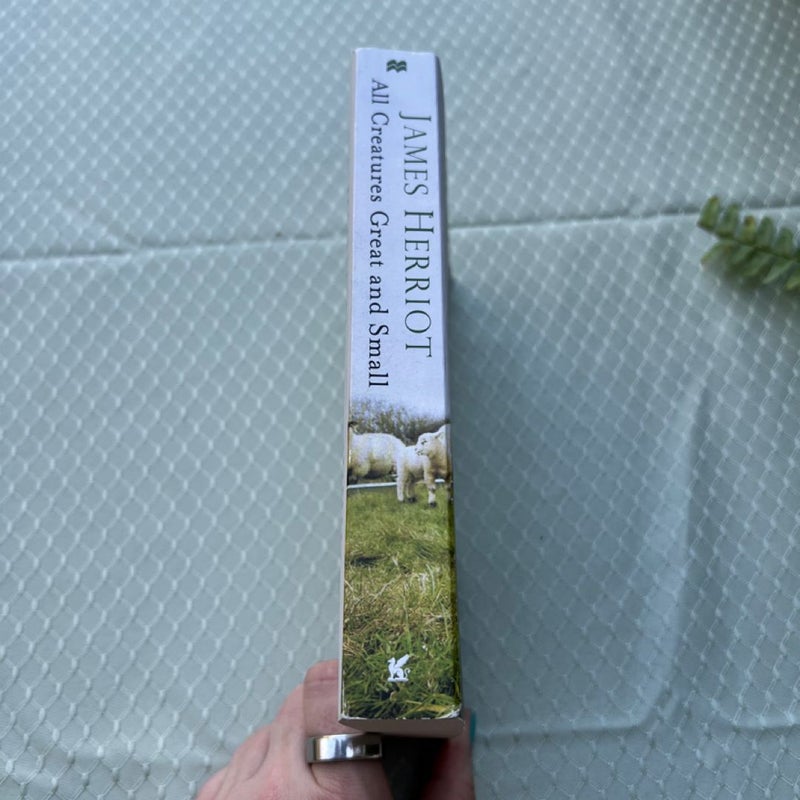 JAMES HERRIOT
All Creatures Great and Small